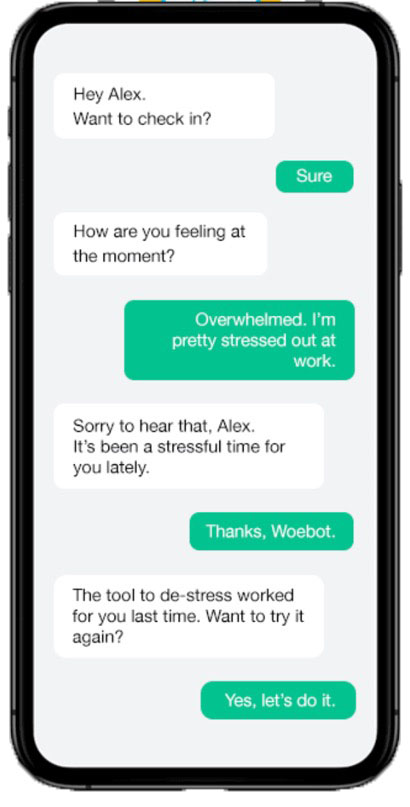 Hey Alex.
Want to check in?
Sure
How are you feeling at
the moment?
Overwhelmed. I’m
pretty stressed out at
work.
Sorry to hear that, Alex.
It’s been a stressful time for
you lately.
Thanks, Woebot.
The tool to de-stress worked
for you last time. Want to try it
again?
Yes, let’s do it.